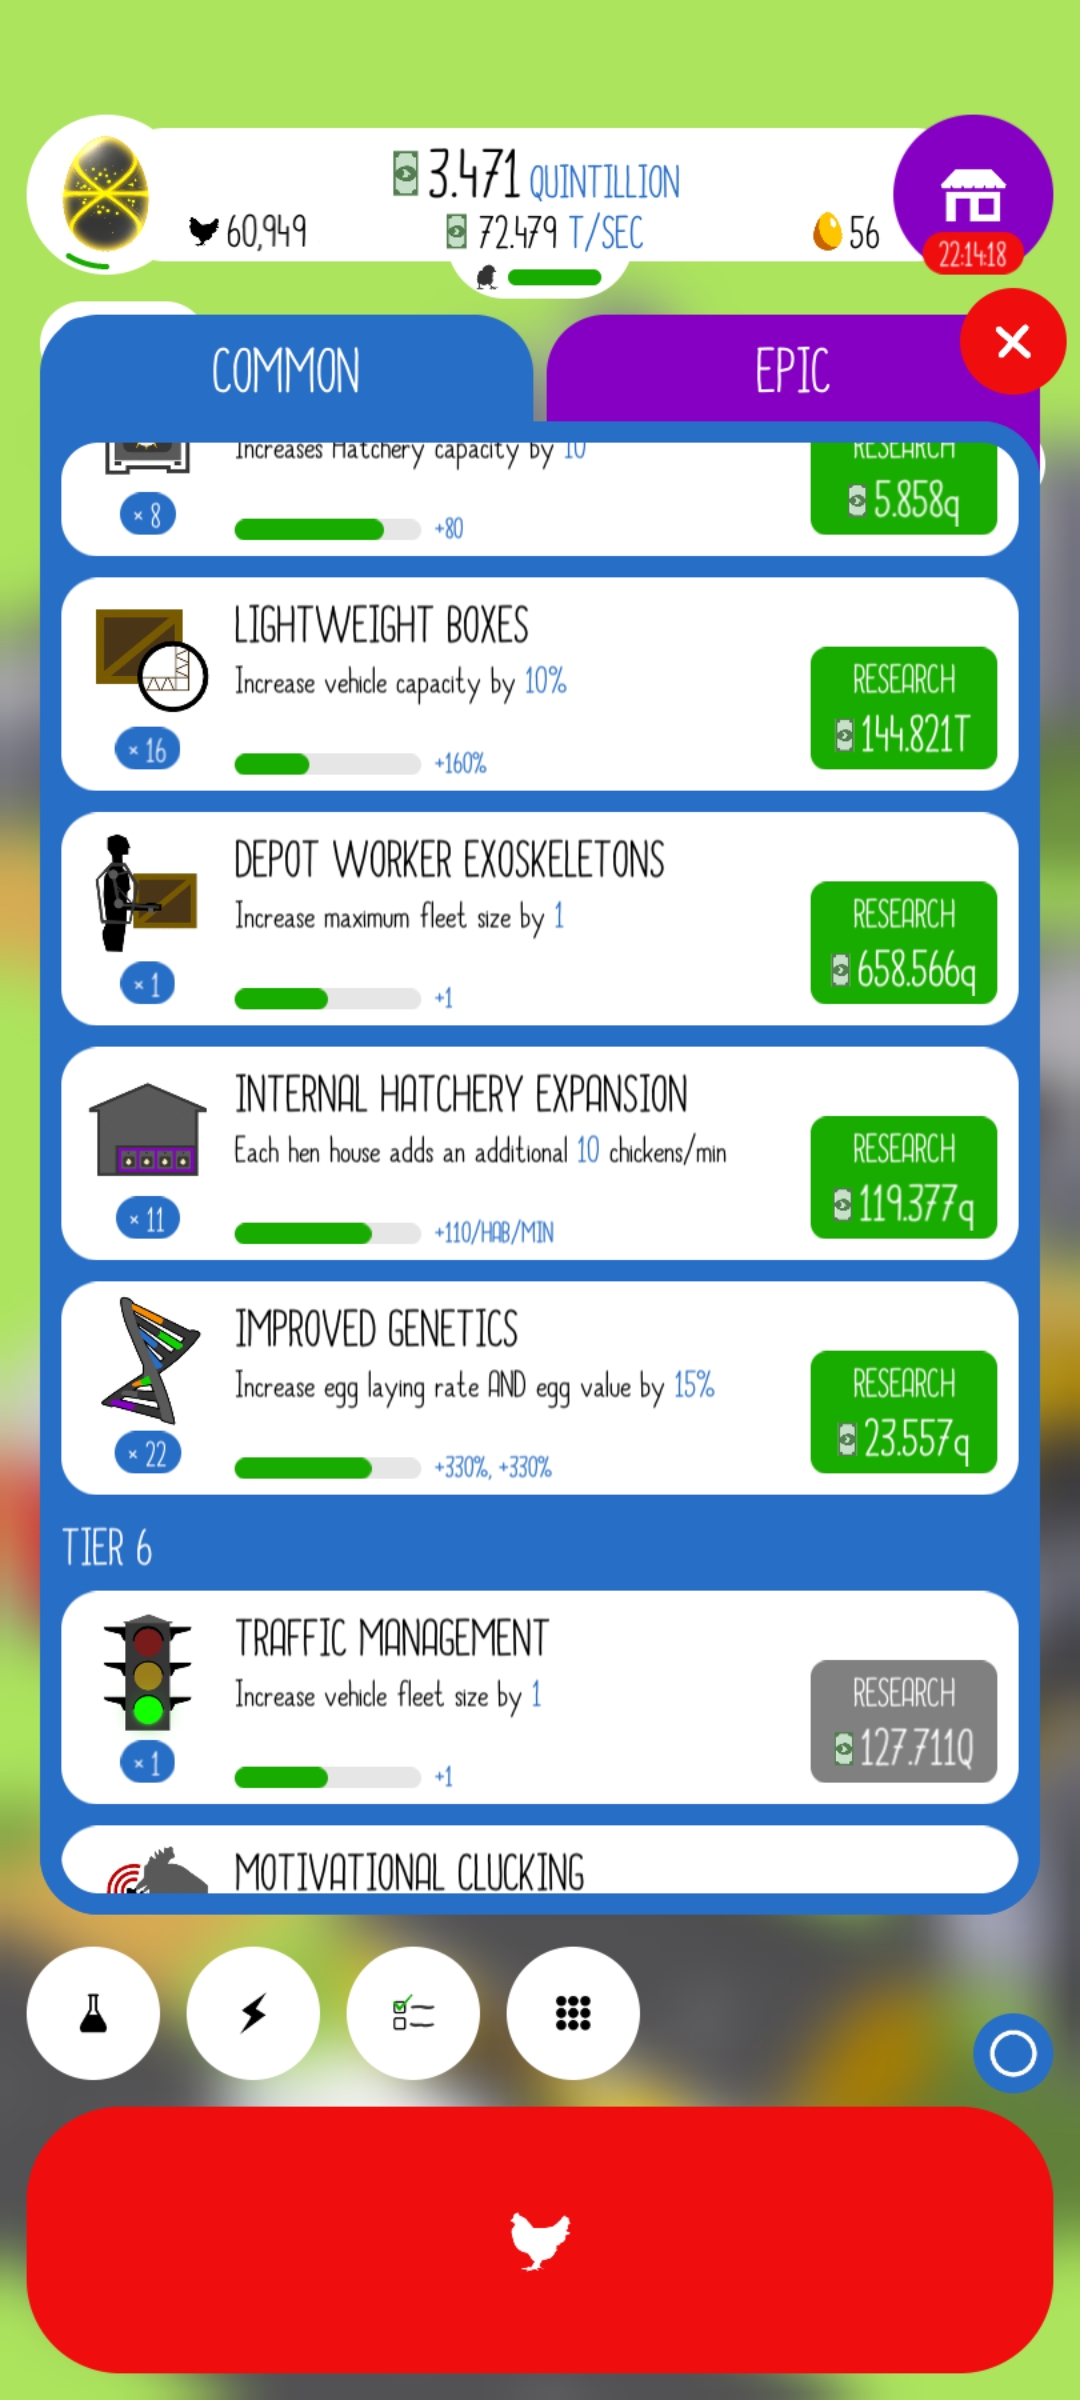 3.471 QUINTILLION
60,949
72.479 T/SEC
56
22:14:18
COMMON
EPIC
Increases Hatchery capacity by 10
RESEARCH
5.858q
× 8
+80
LIGHTWEIGHT BOXES
Increase vehicle capacity by 10%
RESEARCH
144.821T
× 16
+160%
DEPOT WORKER EXOSKELETONS
Increase maximum fleet size by 1
RESEARCH
658.566q
× 1
+1
INTERNAL HATCHERY EXPANSION
Each hen house adds an additional 10 chickens/min
RESEARCH
119.377q
× 11
+110/HAB/MIN
IMPROVED GENETICS
Increase egg laying rate AND egg value by 15%
RESEARCH
23.557q
× 22
+330%, +330%
TIER 6
TRAFFIC MANAGEMENT
Increase vehicle fleet size by 1
RESEARCH
127.711Q
× 1
+1
MOTIVATIONAL CLUCKING